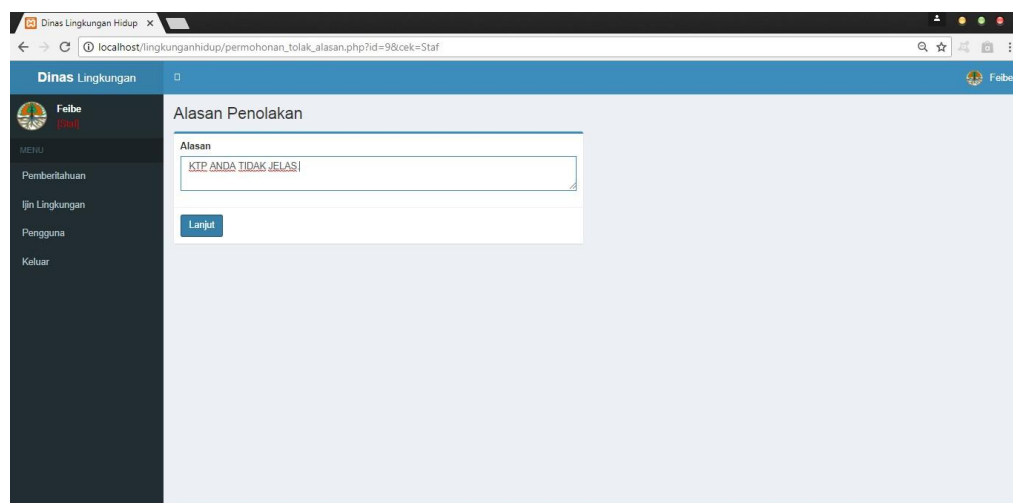 Dinas Lingkungan Hidup
localhost/lingkunganhidup/permohonan_tolak_alasan.php?id=9&cek=Staf
Dinas Lingkungan
Feibe
Feibe
[Staf]
Alasan Penolakan
MENU
Alasan
KTP ANDA TIDAK JELAS
Pemberitahuan
Ijin Lingkungan
Lanjut
Pengguna
Keluar